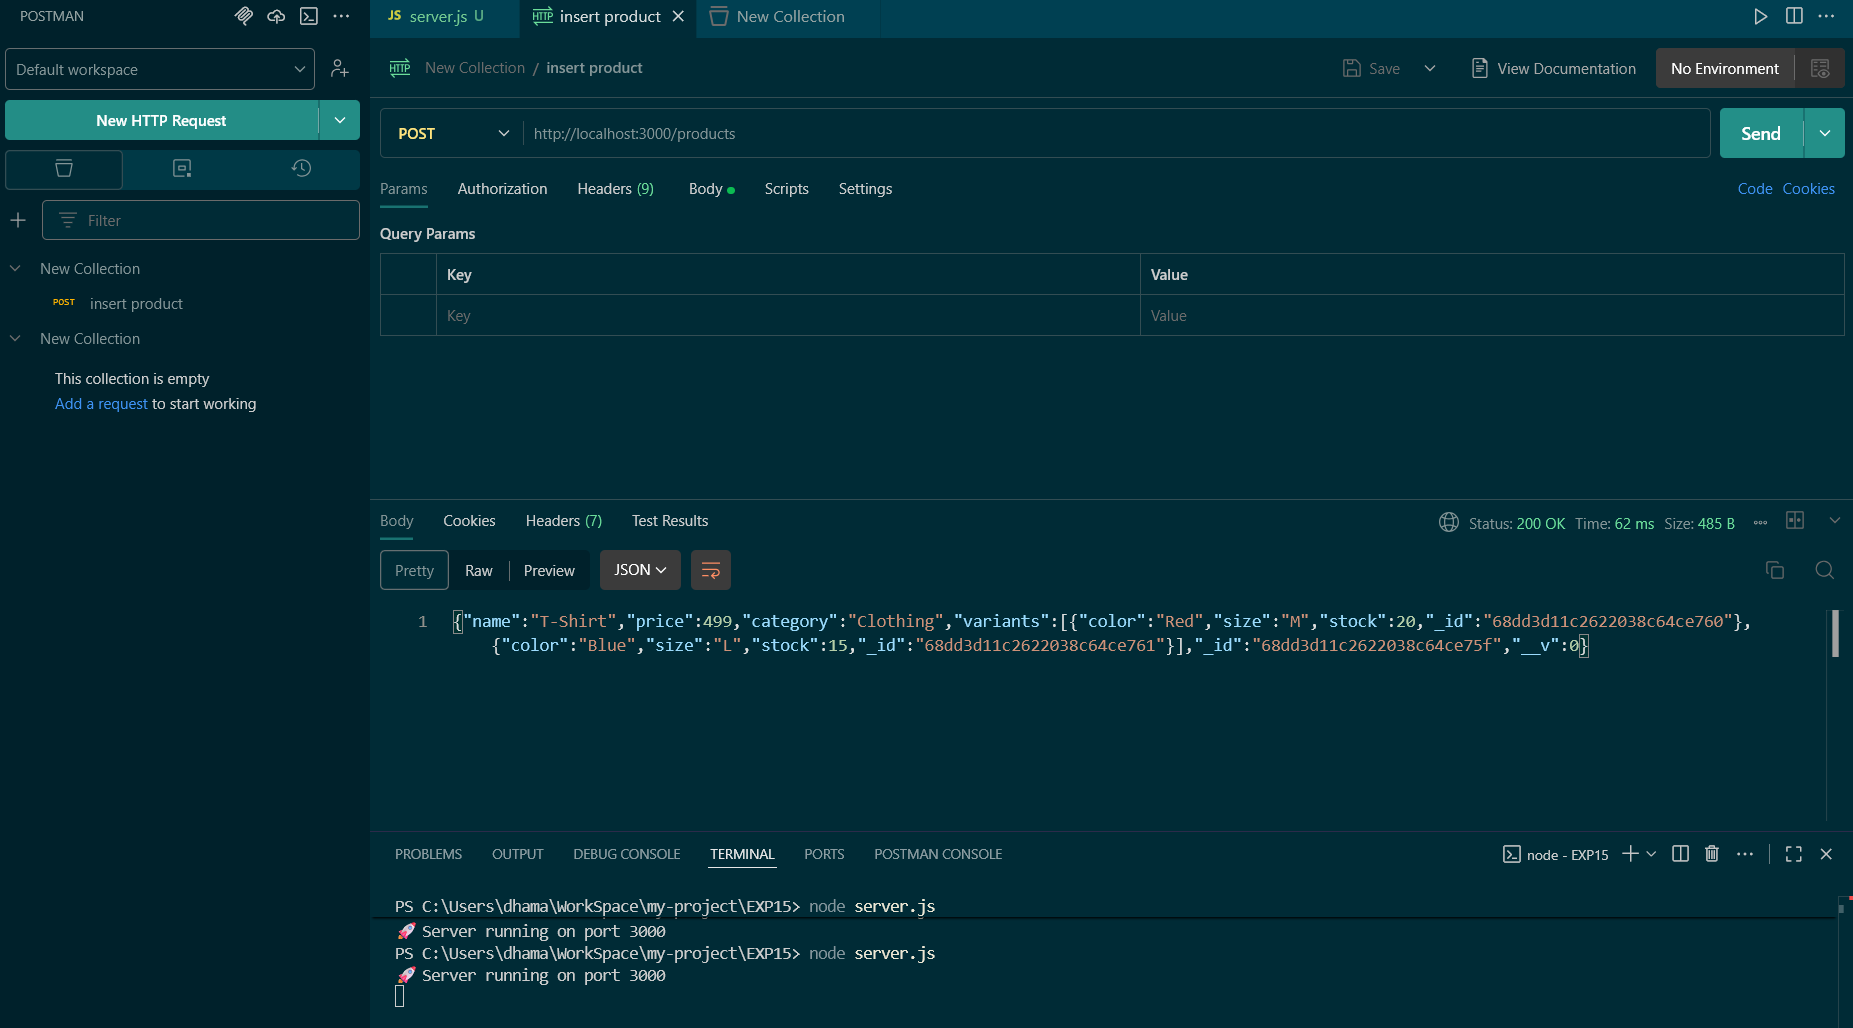 POSTMAN
Default workspace
New HTTP Request
Filter
New Collection
POST insert product
New Collection
This collection is empty
Add a request to start working
JS server.js U
HTTP insert product
New Collection
HTTP New Collection / insert product
Save
View Documentation
No Environment
POST http://localhost:3000/products
Send
Params Authorization Headers (9) Body Scripts Settings
Code Cookies
Query Params
Key Value
Key Value
Body Cookies Headers (7) Test Results
Status: 200 OK Time: 62 ms Size: 485 B
Pretty Raw Preview JSON
1 {"name":"T-Shirt","price":499,"category":"Clothing","variants":[{"color":"Red","size":"M","stock":20,"_id":"68dd3d11c2622038c64ce760"},
{"color":"Blue","size":"L","stock":15,"_id":"68dd3d11c2622038c64ce761"}],"_id":"68dd3d11c2622038c64ce75f","__v":0}
PROBLEMS OUTPUT DEBUG CONSOLE TERMINAL PORTS POSTMAN CONSOLE
node - EXP15
PS C:\Users\dhama\WorkSpace\my-project\EXP15> node server.js
🚀 Server running on port 3000
PS C:\Users\dhama\WorkSpace\my-project\EXP15> node server.js
🚀 Server running on port 3000